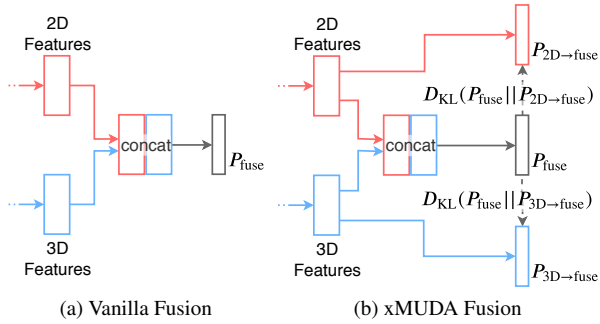 2D
Features
concat
P_fuse
3D
Features
(a) Vanilla Fusion
2D
Features
P_2D→fuse
D_KL(P_fuse||P_2D→fuse)
concat
P_fuse
D_KL(P_fuse||P_3D→fuse)
3D
Features
P_3D→fuse
(b) xMUDA Fusion